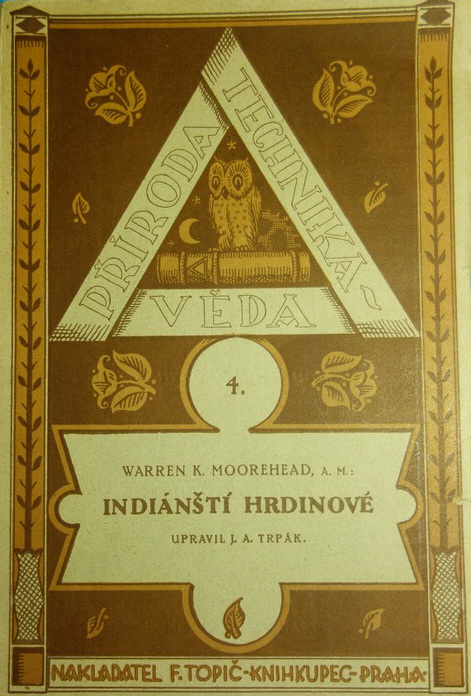 PŘÍRODA
TECHNIKA
A
VĚDA
4.
WARREN K. MOOREHEAD, A. M.:
INDIÁNŠTÍ HRDINOVÉ
UPRAVIL J. A. TRPÁK.
NAKLADATEL F. TOPIČ-KNIHKUPEC-PRAHA